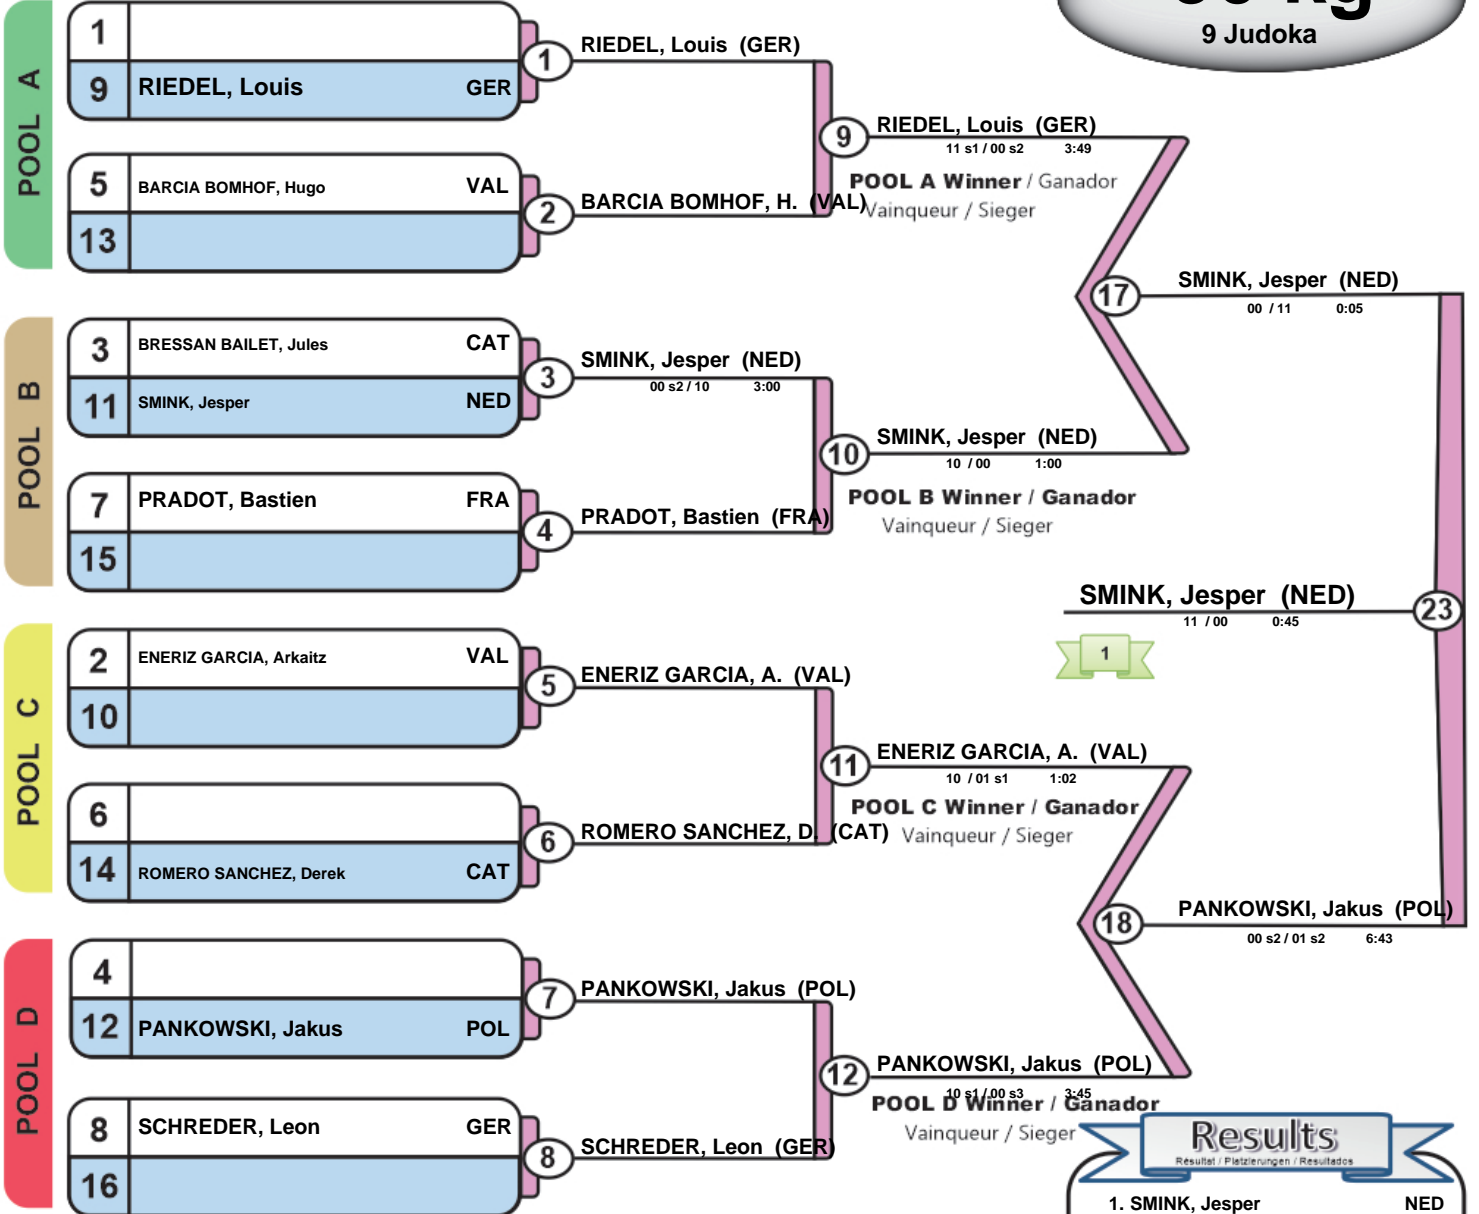 9 Judoka
POOL A
1
9 RIEDEL, Louis GER
5 BARCIA BOMHOF, Hugo VAL
13
1 RIEDEL, Louis (GER)
2 BARCIA BOMHOF, H. (VAL)
9 RIEDEL, Louis (GER)
11 s1 / 00 s2 3:49
POOL A Winner / Ganador
Vainqueur / Sieger
POOL B
3 BRESSAN BAILET, Jules CAT
11 SMINK, Jesper NED
7 PRADOT, Bastien FRA
15
3 SMINK, Jesper (NED)
00 s2 / 10 3:00
4 PRADOT, Bastien (FRA)
10 SMINK, Jesper (NED)
10 / 00 1:00
POOL B Winner / Ganador
Vainqueur / Sieger
17 SMINK, Jesper (NED)
00 / 11 0:05
SMINK, Jesper (NED) 23
11 / 00 0:45
1
POOL C
2 ENERIZ GARCIA, Arkaitz VAL
10
6
14 ROMERO SANCHEZ, Derek CAT
5 ENERIZ GARCIA, A. (VAL)
6 ROMERO SANCHEZ, D. (CAT)
11 ENERIZ GARCIA, A. (VAL)
10 / 01 s1 1:02
POOL C Winner / Ganador
Vainqueur / Sieger
POOL D
4
12 PANKOWSKI, Jakus POL
8 SCHREDER, Leon GER
16
7 PANKOWSKI, Jakus (POL)
8 SCHREDER, Leon (GER)
12 PANKOWSKI, Jakus (POL)
10 s1 / 00 s3 3:45
POOL D Winner / Ganador
Vainqueur / Sieger
18 PANKOWSKI, Jakus (POL)
00 s2 / 01 s2 6:43
Results
Résultat / Platzierungen / Resultados
1. SMINK, Jesper NED